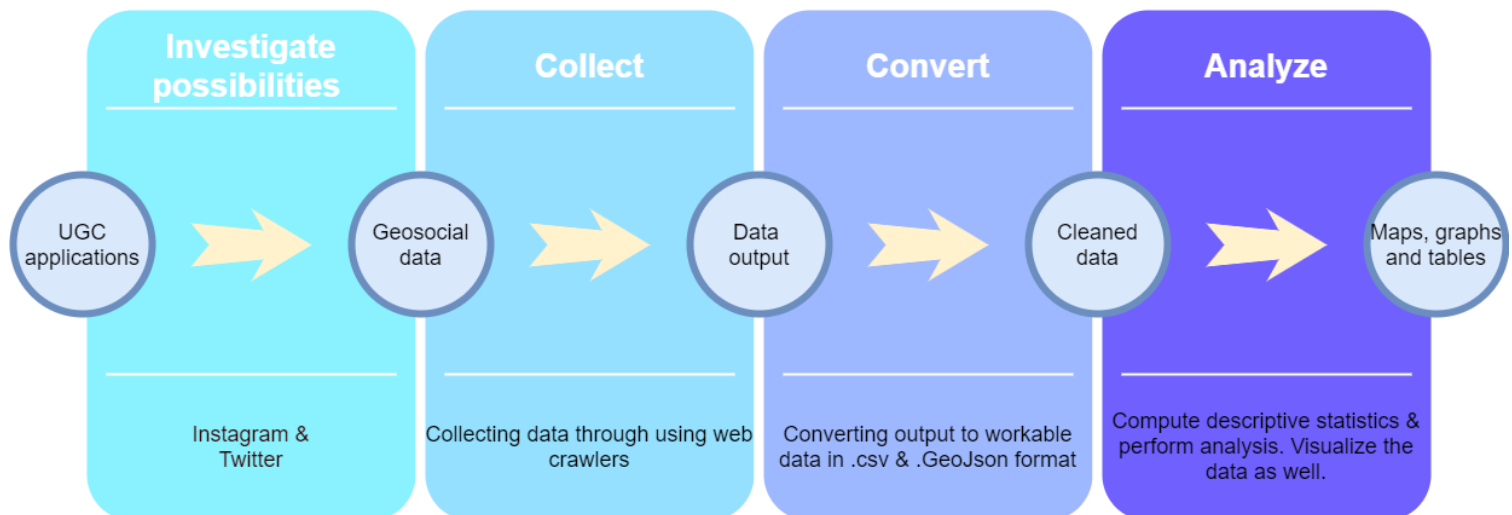 Investigate
possibilities
Collect
Convert
Analyze
UGC
applications
Geosocial
data
Data
output
Cleaned
data
Maps, graphs
and tables
Instagram &
Twitter
Collecting data through using web
crawlers
Converting output to workable
data in .csv & .GeoJson format
Compute descriptive statistics &
perform analysis. Visualize the
data as well.